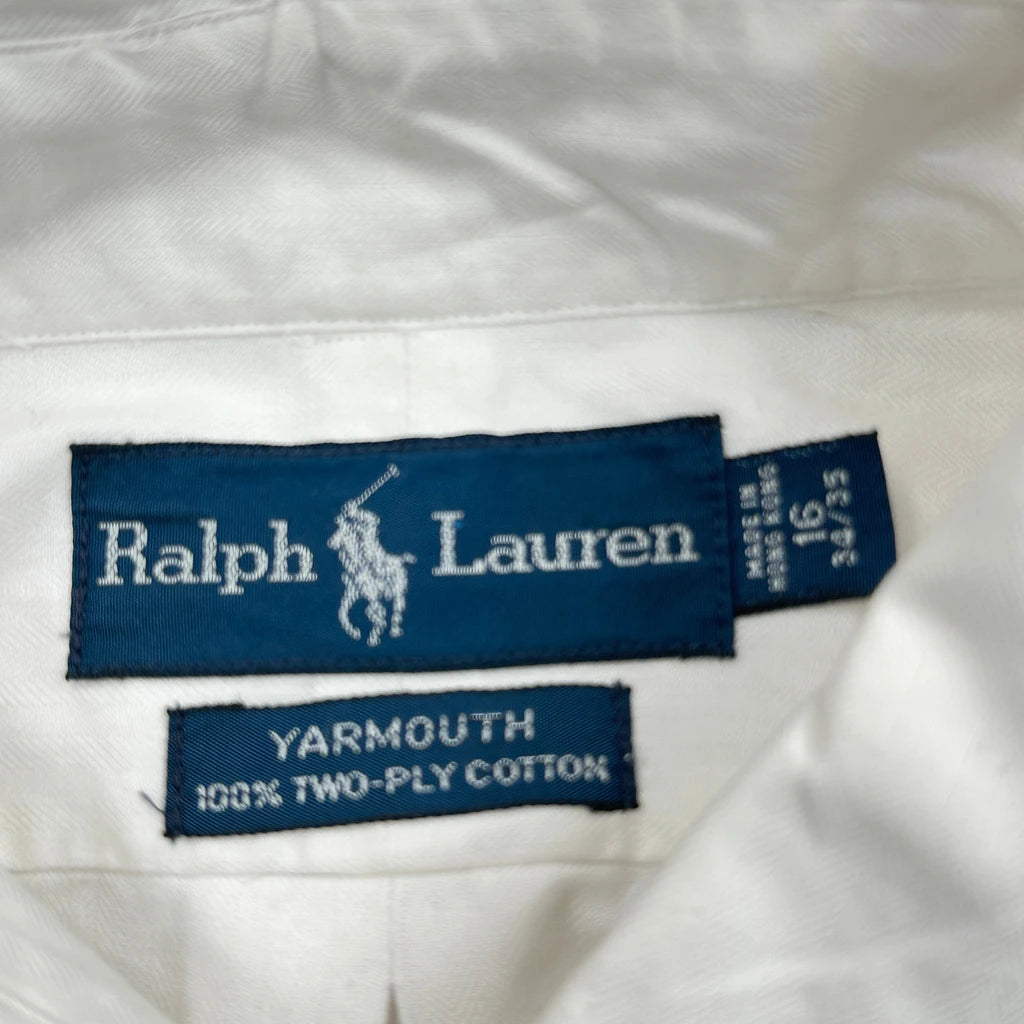 Ralph Lauren
MADE IN
HONG KONG
16
34/35
YARMOUTH
100% TWO-PLY COTTON